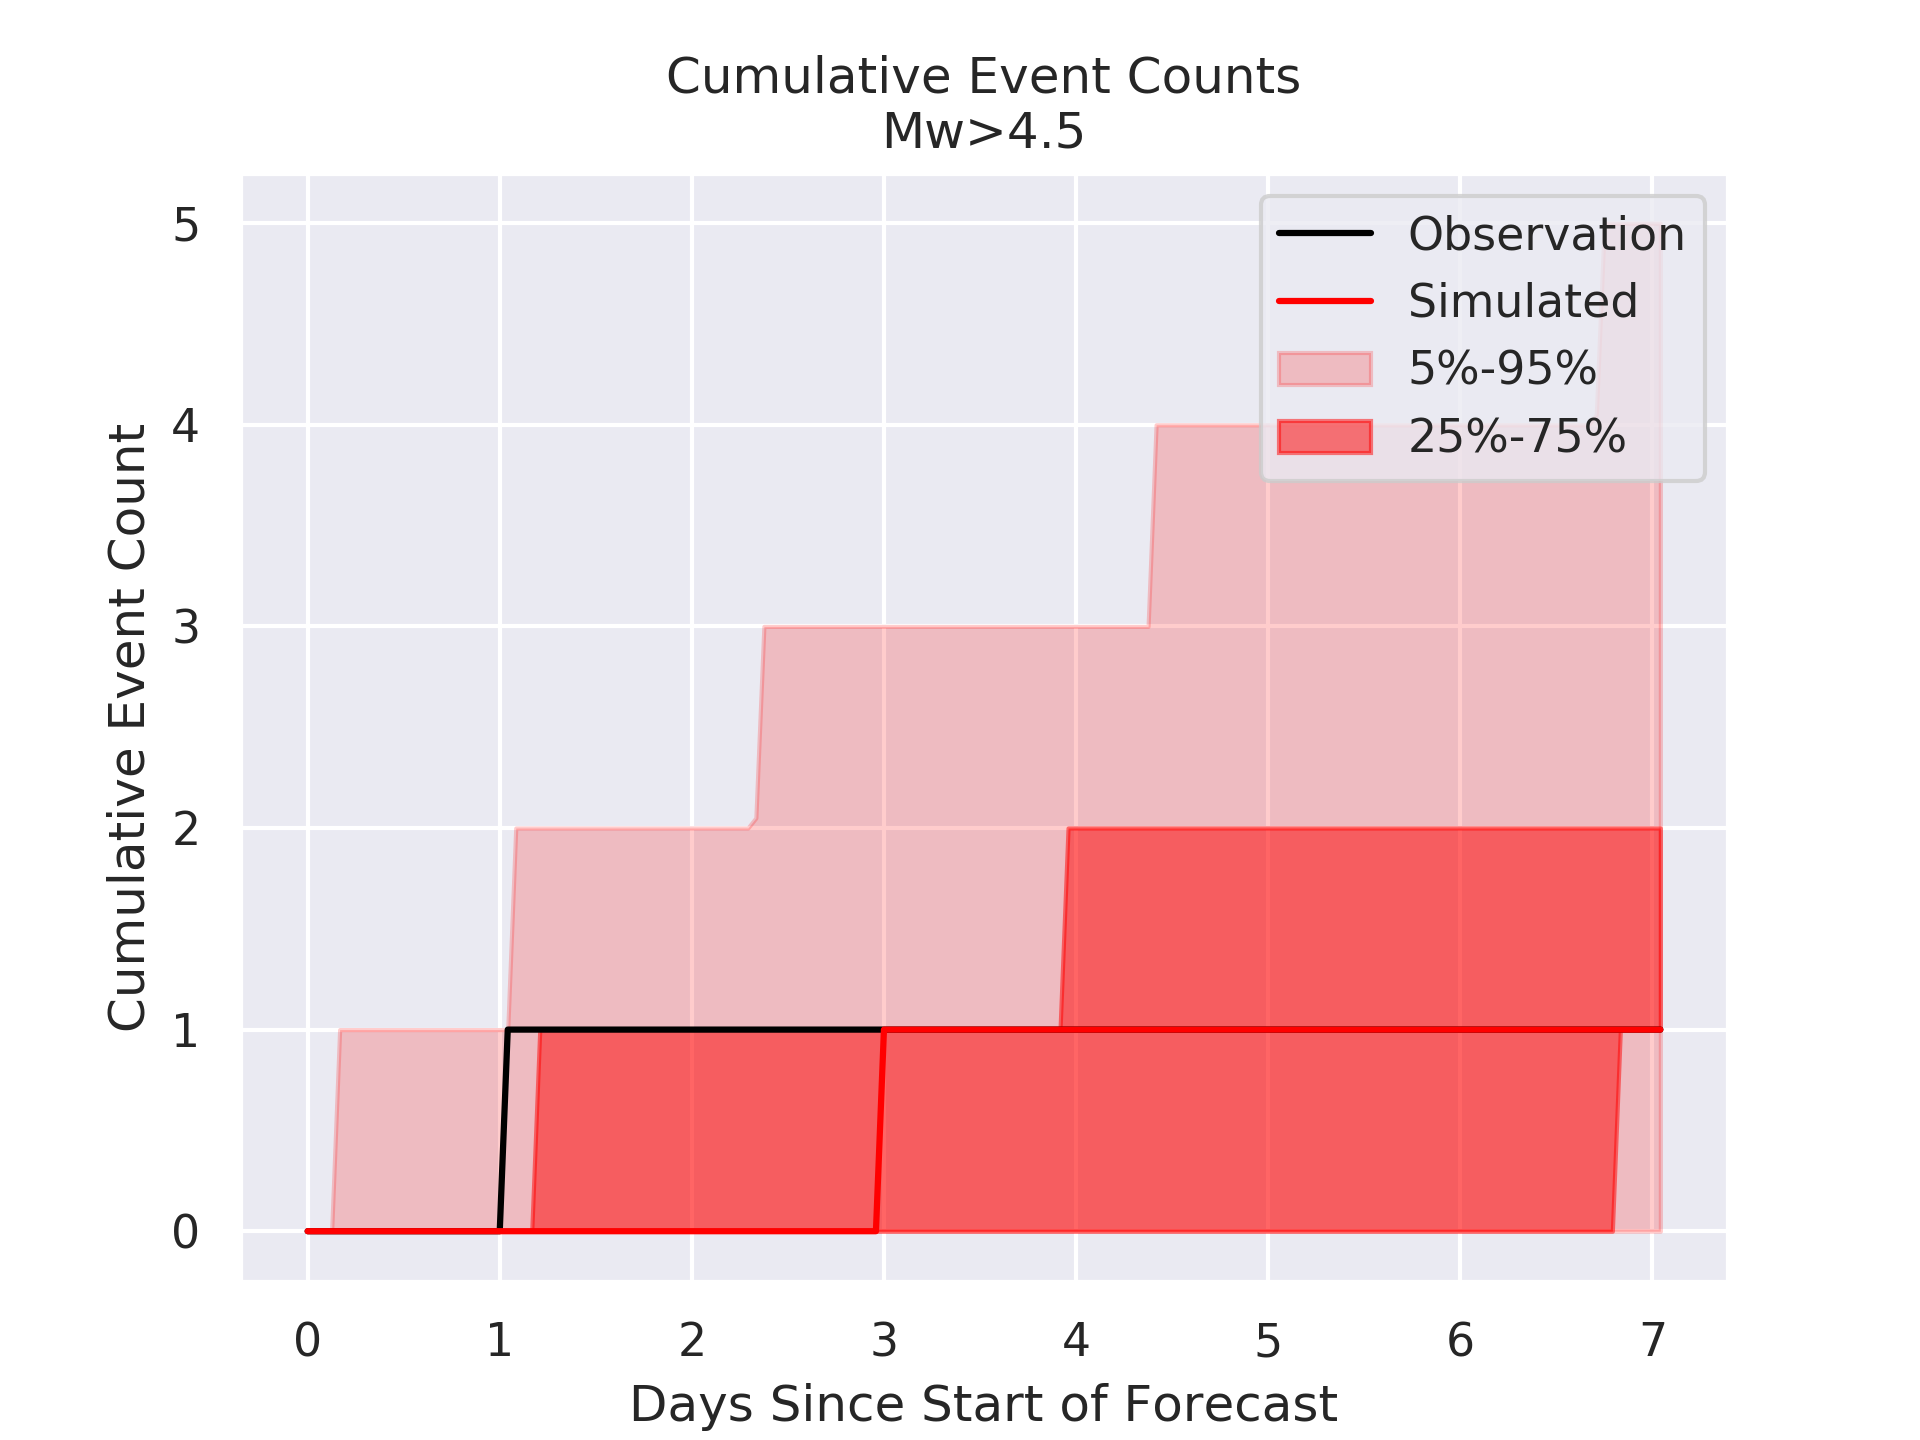 Cumulative Event Counts
Mw>4.5
Cumulative Event Count
5
4
3
2
1
0
Observation
Simulated
5%-95%
25%-75%
0 1 2 3 4 5 6 7
Days Since Start of Forecast